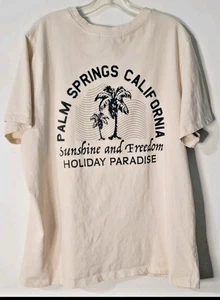 PALM SPRINGS CALIFORNIA
Sunshine and Freedom
HOLIDAY PARADISE